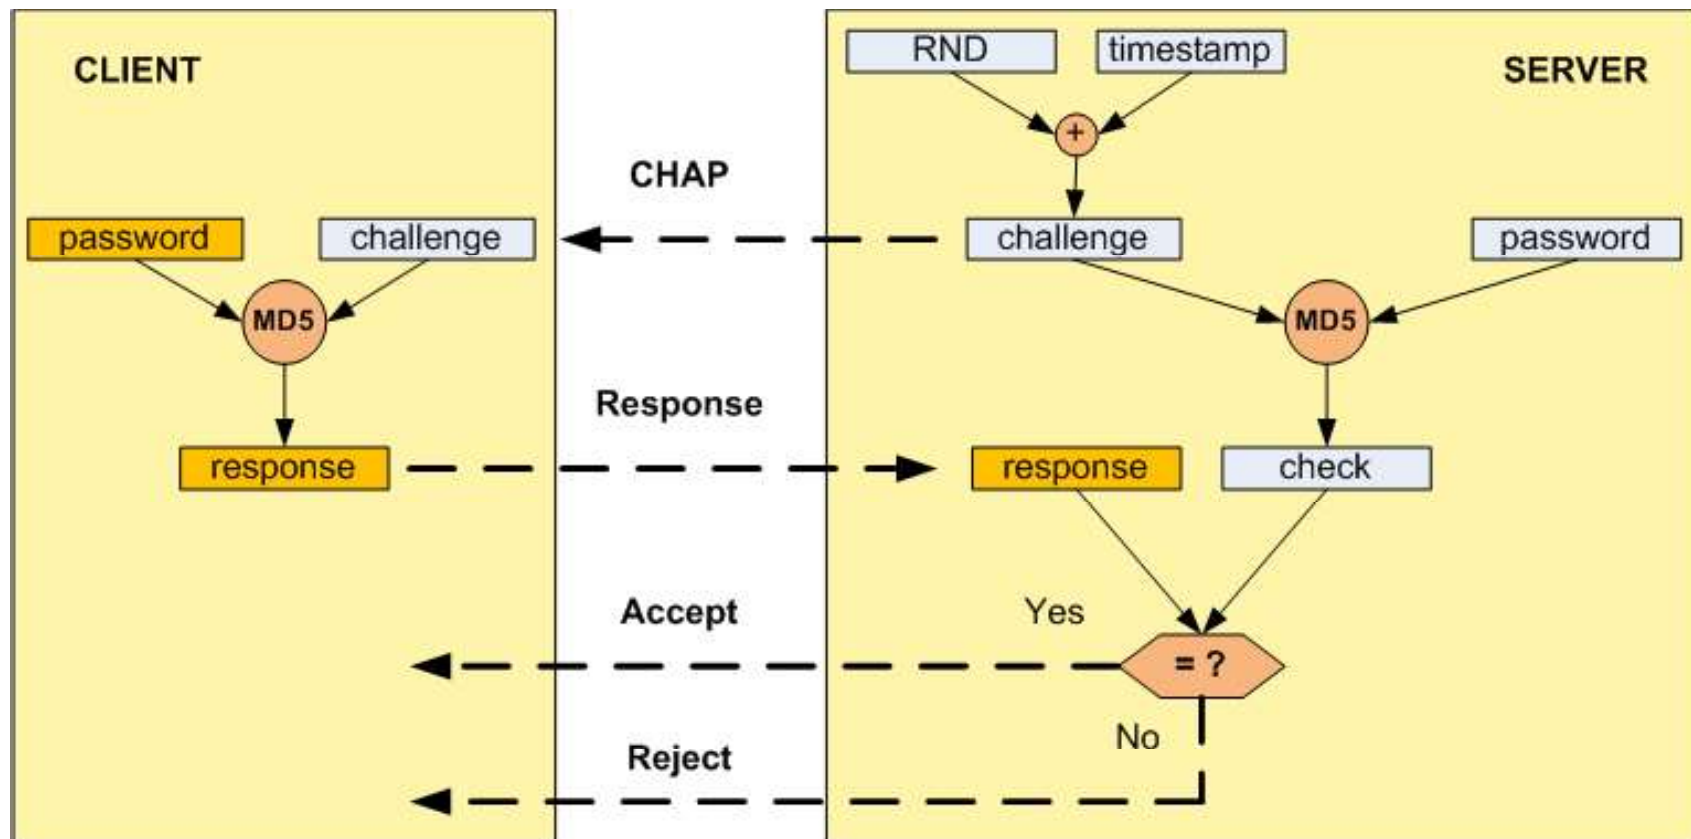 CLIENT
RND
timestamp
SERVER
+
CHAP
password
challenge
challenge
password
MD5
MD5
Response
response
response
check
Accept
Yes
= ?
No
Reject